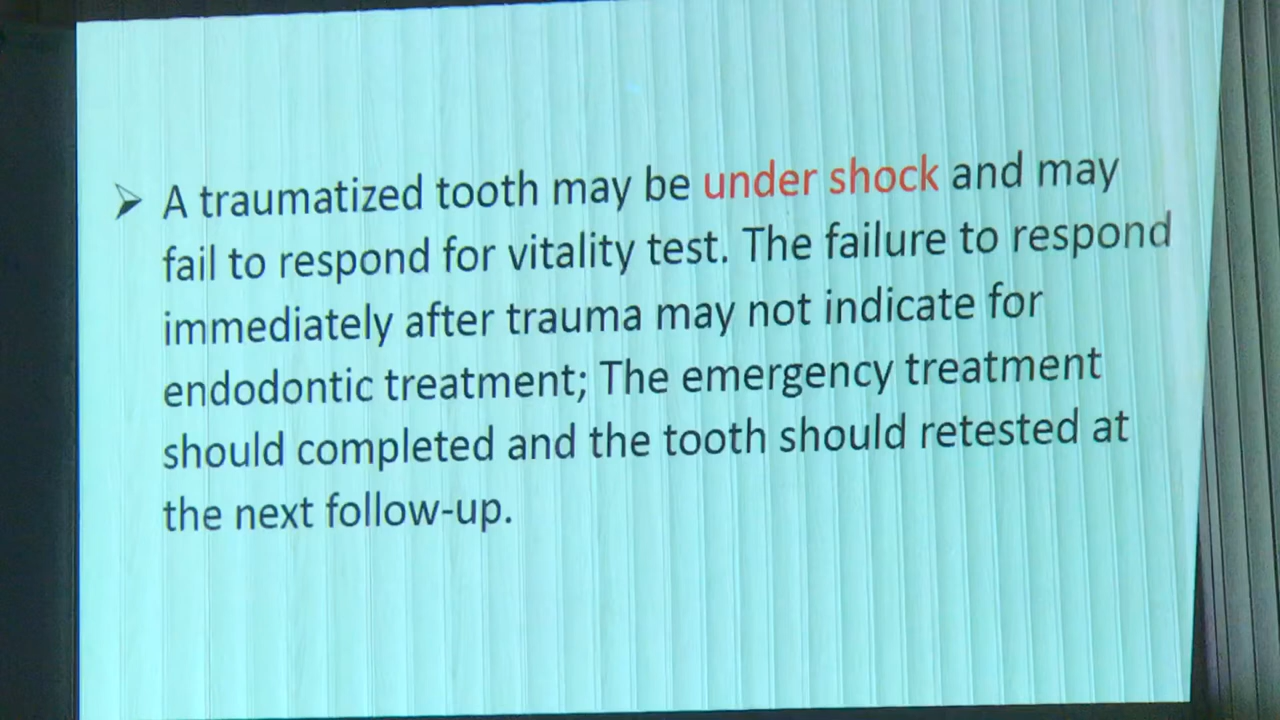 ➢ A traumatized tooth may be under shock and may
fail to respond for vitality test. The failure to respond
immediately after trauma may not indicate for
endodontic treatment; The emergency treatment
should completed and the tooth should retested at
the next follow-up.